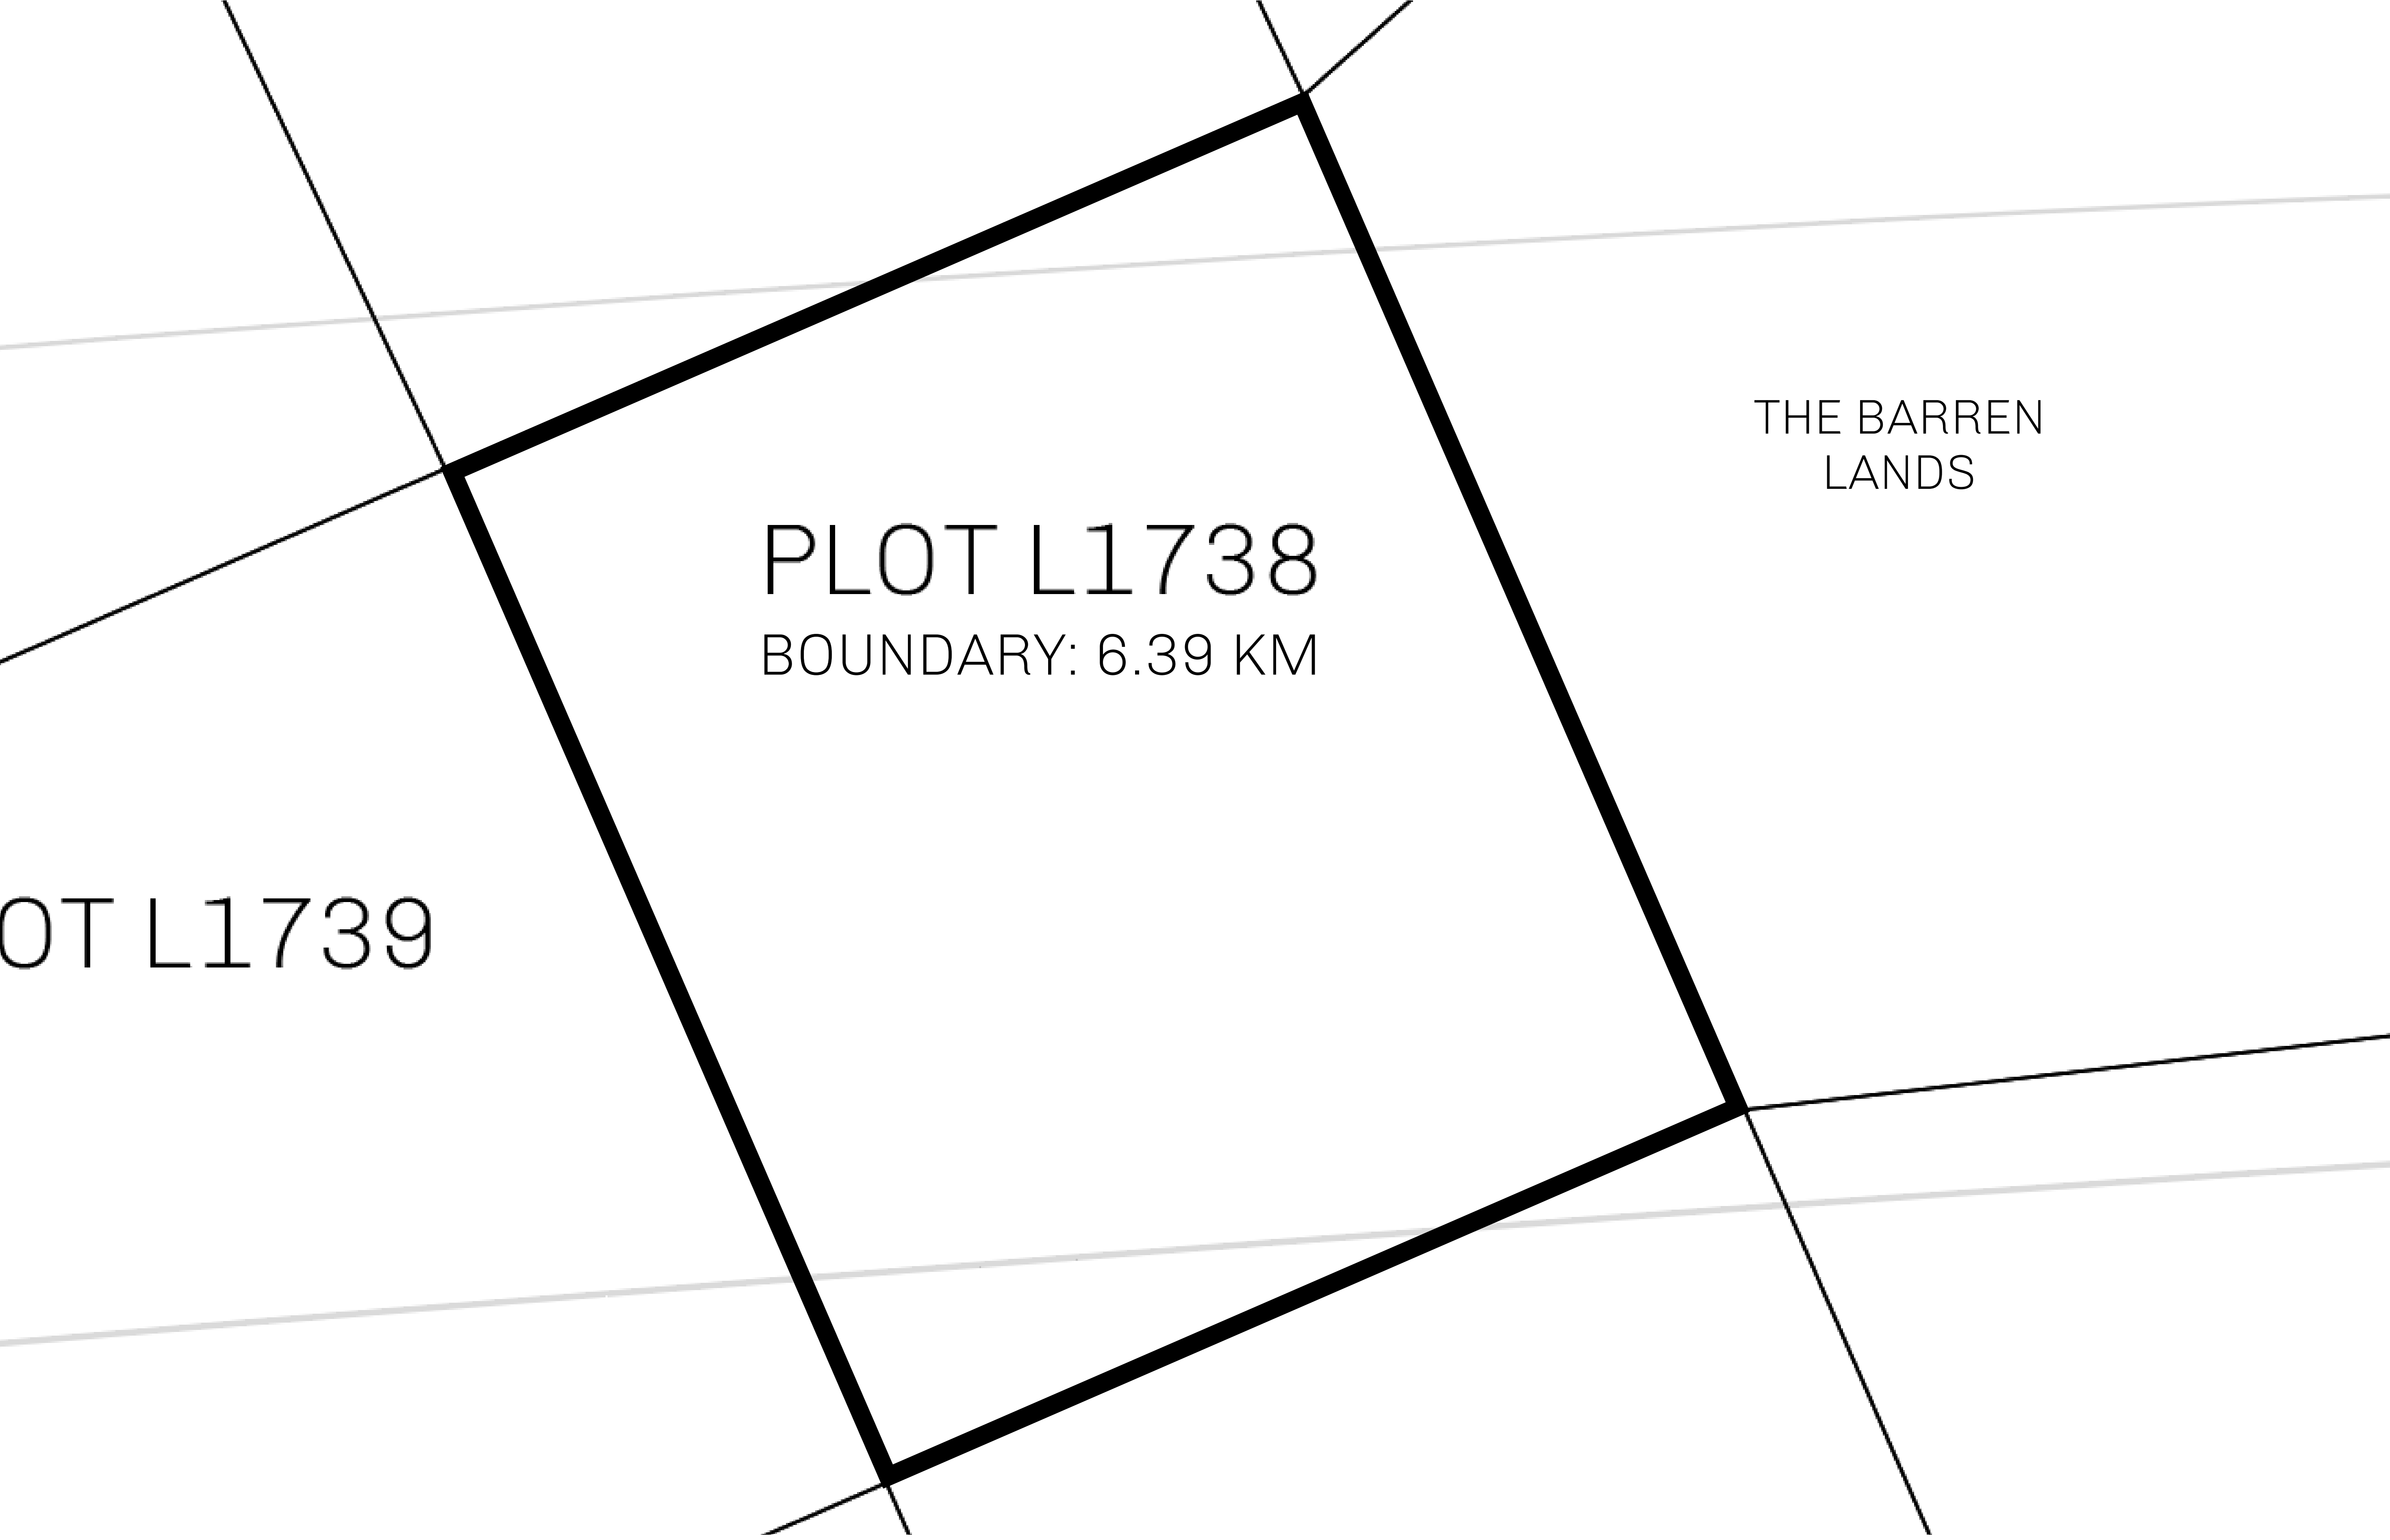 THE BARREN
LANDS
PLOT L1738
BOUNDARY: 6.39 KM
OT L1739